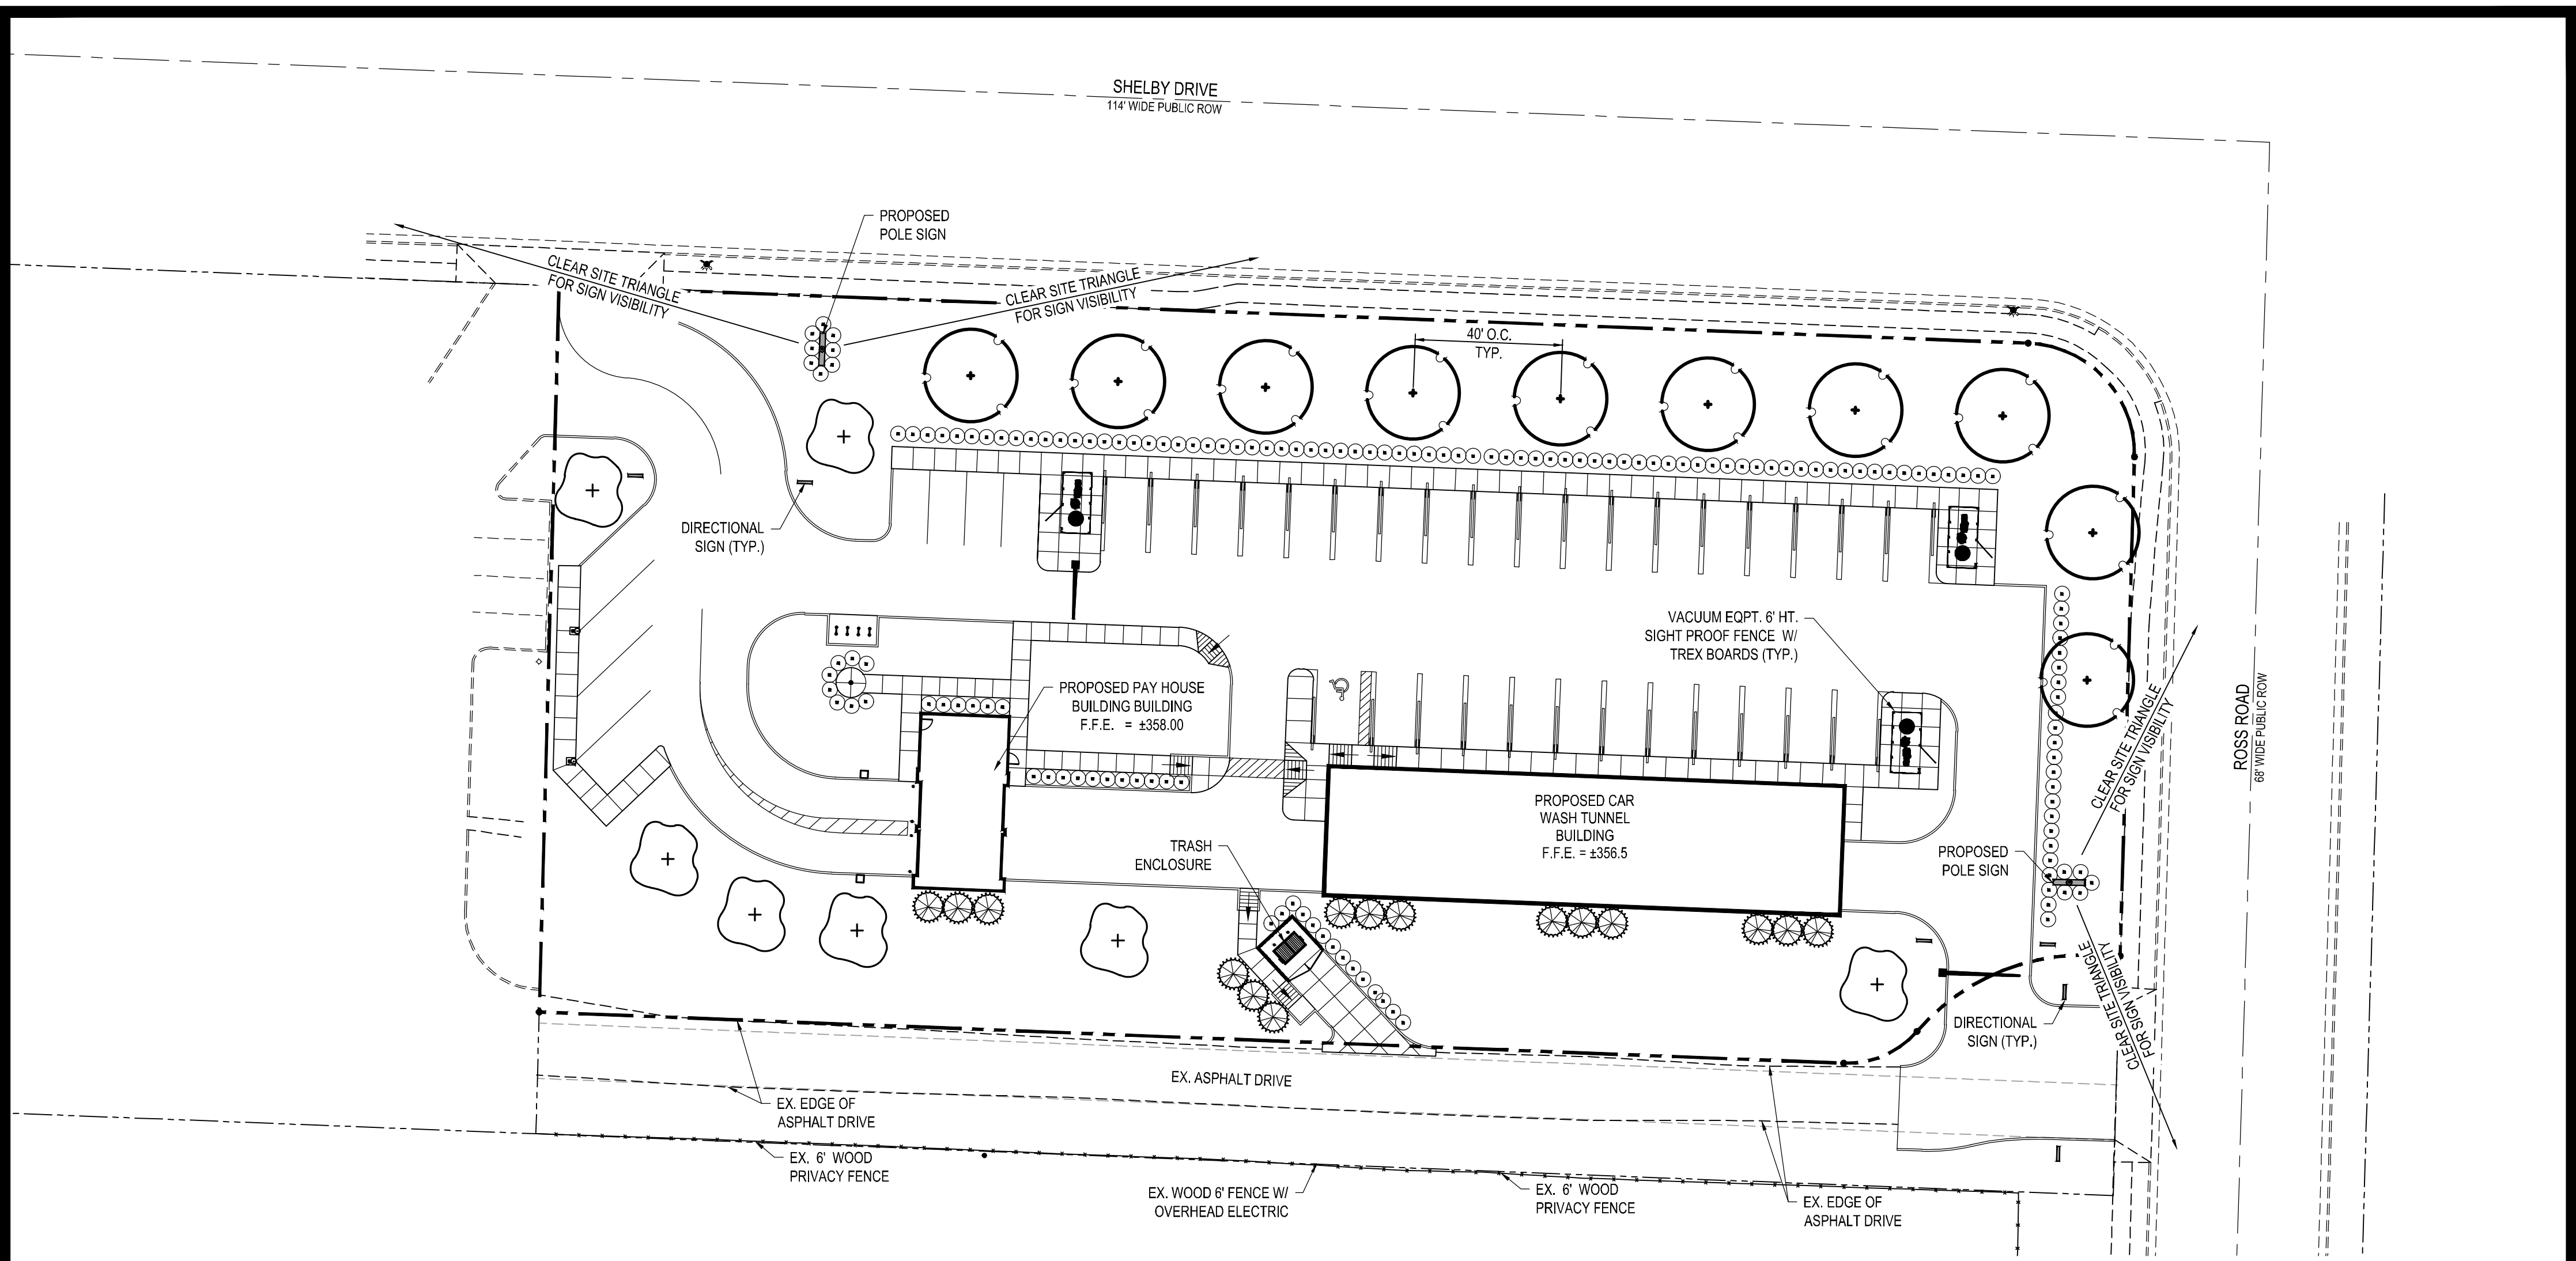 SHELBY DRIVE
114' WIDE PUBLIC ROW
PROPOSED
POLE SIGN
CLEAR SITE TRIANGLE
FOR SIGN VISIBILITY
CLEAR SITE TRIANGLE
FOR SIGN VISIBILITY
40' O.C.
TYP.
DIRECTIONAL
SIGN (TYP.)
VACUUM EQPT. 6' HT.
SIGHT PROOF FENCE W/
TREX BOARDS (TYP.)
PROPOSED PAY HOUSE
BUILDING BUILDING
F.F.E. = ±358.00
ROSS ROAD
68' WIDE PUBLIC ROW
CLEAR SITE TRIANGLE
FOR SIGN VISIBILITY
PROPOSED CAR
WASH TUNNEL
BUILDING
F.F.E. = ±356.5
TRASH
ENCLOSURE
PROPOSED
POLE SIGN
CLEAR SITE TRIANGLE
FOR SIGN VISIBILITY
DIRECTIONAL
SIGN (TYP.)
EX. ASPHALT DRIVE
EX. EDGE OF
ASPHALT DRIVE
EX. 6' WOOD
PRIVACY FENCE
EX. WOOD 6' FENCE W/
OVERHEAD ELECTRIC
EX. 6' WOOD
PRIVACY FENCE
EX. EDGE OF
ASPHALT DRIVE